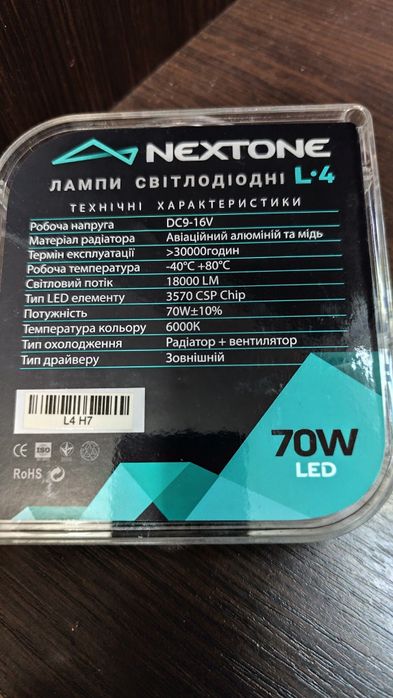 NEXTONE
ЛАМПИ СВІТЛОДІОДНІ L·4
ТЕХНІЧНІ ХАРАКТЕРИСТИКИ
Робоча напруга DC9-16V
Матеріал радіатора Авіаційний алюміній та мідь
Термін експлуатації >30000годин
Робоча температура -40°C +80°C
Світловий потік 18000 LM
Тип LED елементу 3570 CSP Chip
Потужність 70W±10%
Температура кольору 6000K
Тип охолодження Радіатор + вентилятор
Тип драйверу Зовнішній
L4 H7
CE ISO
RoHS
70W
LED